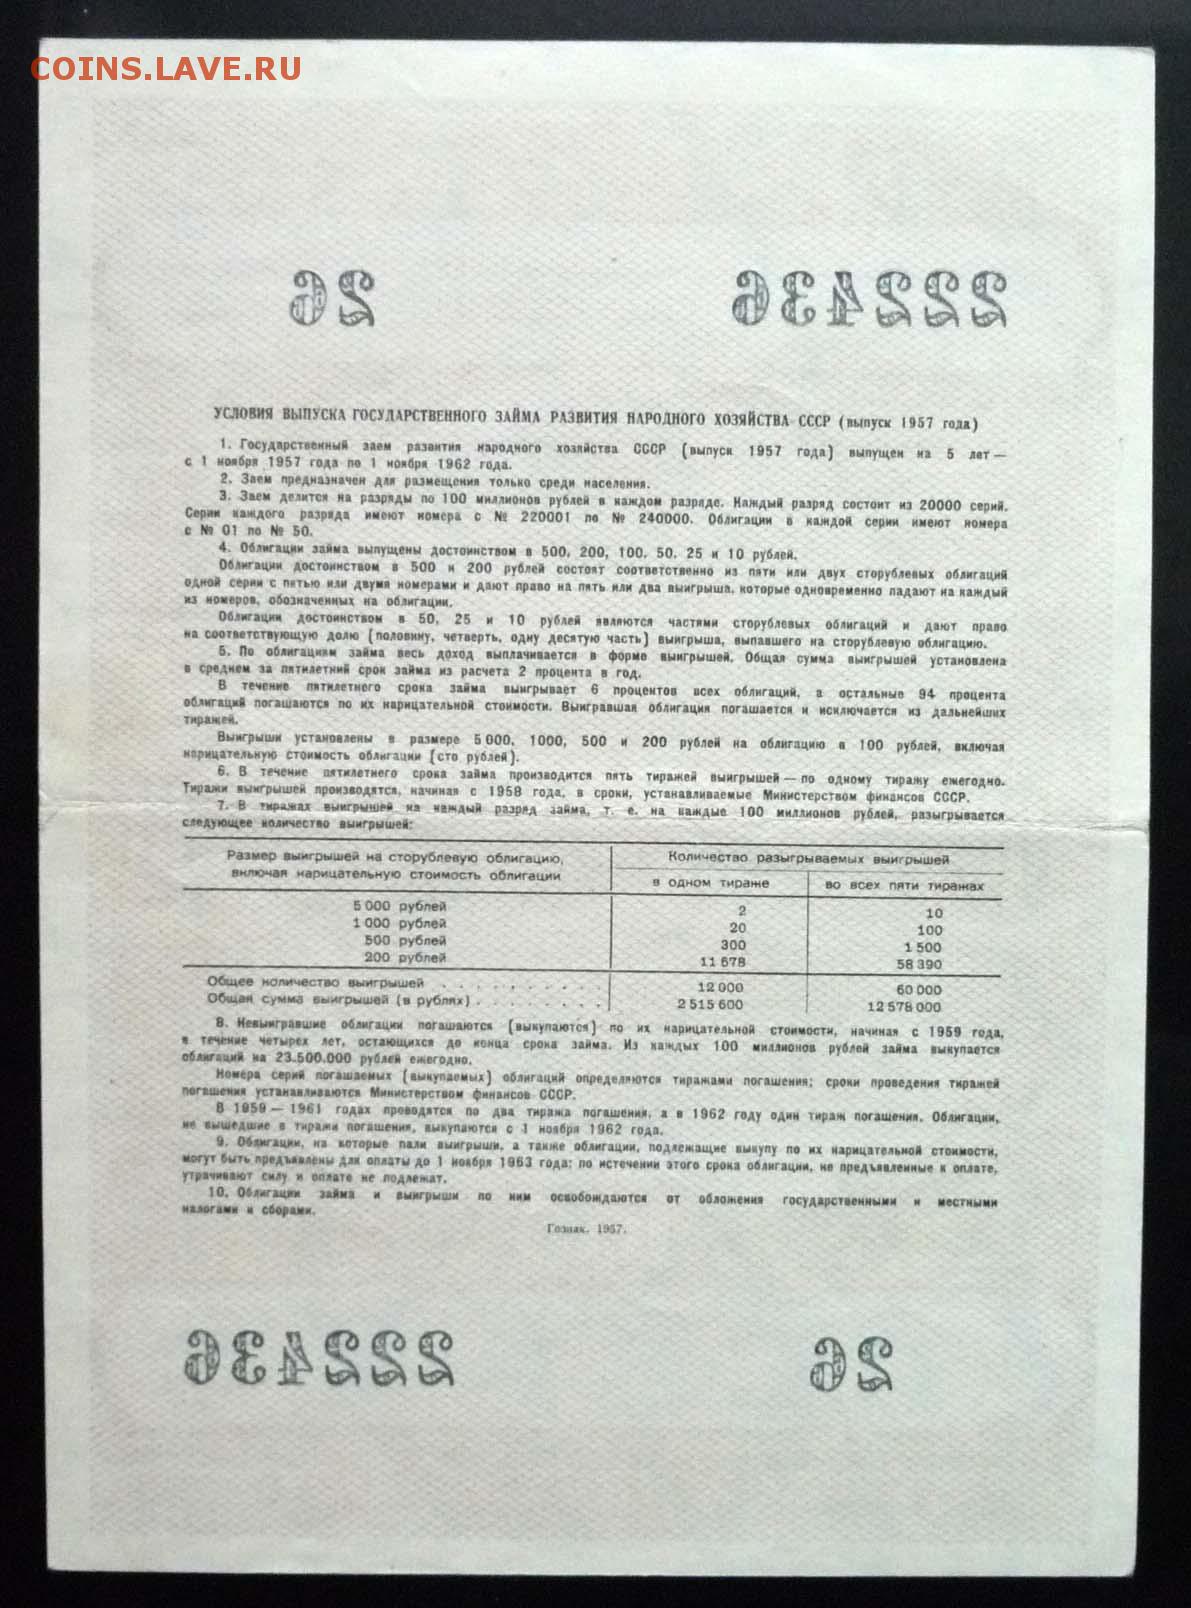 COINS.LAVE.RU
26 222436
УСЛОВИЯ ВЫПУСКА ГОСУДАРСТВЕННОГО ЗАЙМА РАЗВИТИЯ НАРОДНОГО ХОЗЯЙСТВА СССР (выпуск 1957 года)
1. Государственный заем развития народного хозяйства СССР (выпуск 1957 года) выпущен на 5 лет —
с 1 ноября 1957 года по 1 ноября 1962 года.
2. Заем предназначен для размещения только среди населения.
3. Заем делится на разряды по 100 миллионов рублей в каждом разряде. Каждый разряд состоит из 20000 серий.
Серии каждого разряда имеют номера с № 220001 по № 240000. Облигации в каждой серии имеют номера
с № 01 по № 50.
4. Облигации займа выпущены достоинством в 500, 200, 100, 50, 25 и 10 рублей.
Облигации достоинством в 500 и 200 рублей состоят соответственно из пяти или двух сторублевых облигаций
одной серии с пятью или двумя номерами и дают право на пять или два выигрыша, которые одновременно падают на каждый
из номеров, обозначенных на облигации.
Облигации достоинством в 50, 25 и 10 рублей являются частями сторублевых облигаций и дают право
на соответствующую долю (половину, четверть, одну десятую часть) выигрыша, выпавшего на сторублевую облигацию.
5. По облигациям займа весь доход выплачивается в форме выигрышей. Общая сумма выигрышей установлена
в среднем за пятилетний срок займа из расчета 2 процента в год.
В течение пятилетнего срока займа выигрывает 6 процентов всех облигаций, а остальные 94 процента
облигаций погашаются по их нарицательной стоимости. Выигравшая облигация погашается и исключается из дальнейших
тиражей.
Выигрыши установлены в размере 5 000, 1000, 500 и 200 рублей на облигацию в 100 рублей, включая
нарицательную стоимость облигации (сто рублей).
6. В течение пятилетнего срока займа производится пять тиражей выигрышей — по одному тиражу ежегодно.
Тиражи выигрышей производятся, начиная с 1958 года, в сроки, устанавливаемые Министерством финансов СССР.
7. В тиражах выигрышей на каждый разряд займа, т. е. на каждые 100 миллионов рублей, разыгрывается
следующее количество выигрышей:
Размер выигрышей на сторублевую облигацию, Количество разыгрываемых выигрышей
включая нарицательную стоимость облигации в одном тираже во всех пяти тиражах
5 000 рублей 2 10
1 000 рублей 20 100
500 рублей 300 1 500
200 рублей 11 678 58 390
Общее количество выигрышей . . . . . . . . . . 12 000 60 000
Общая сумма выигрышей (в рублях) . . . . . . . . 2 515 600 12 578 000
8. Невыигравшие облигации погашаются (выкупаются) по их нарицательной стоимости, начиная с 1959 года,
в течение четырех лет, остающихся до конца срока займа. Из каждых 100 миллионов рублей займа выкупается
облигаций на 23.500.000 рублей ежегодно.
Номера серий погашаемых (выкупаемых) облигаций определяются тиражами погашения; сроки проведения тиражей
погашения устанавливаются Министерством финансов СССР.
В 1959 — 1961 годах проводятся по два тиража погашения, а в 1962 году один тираж погашения. Облигации,
не вышедшие в тиражи погашения, выкупаются с 1 ноября 1962 года.
9. Облигации, на которые пали выигрыши, а также облигации, подлежащие выкупу по их нарицательной стоимости,
могут быть предъявлены для оплаты до 1 ноября 1963 года; по истечении этого срока облигации, не предъявленные к оплате,
утрачивают силу и оплате не подлежат.
10. Облигации займа и выигрыши по ним освобождаются от обложения государственными и местными
налогами и сборами.
Гознак. 1957.
222436 26